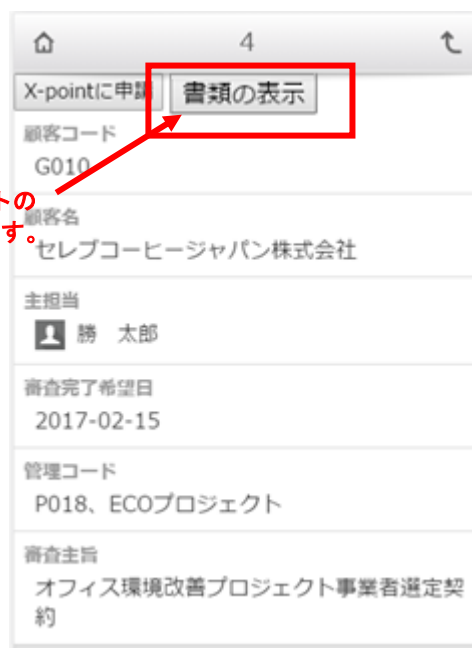 4
X-pointに申請
書類の表示
顧客コード
G010
トの
す。
顧客名
セレブコーヒージャパン株式会社
主担当
勝 太郎
審査完了希望日
2017-02-15
管理コード
P018、ECOプロジェクト
審査主旨
オフィス環境改善プロジェクト事業者選定契
約